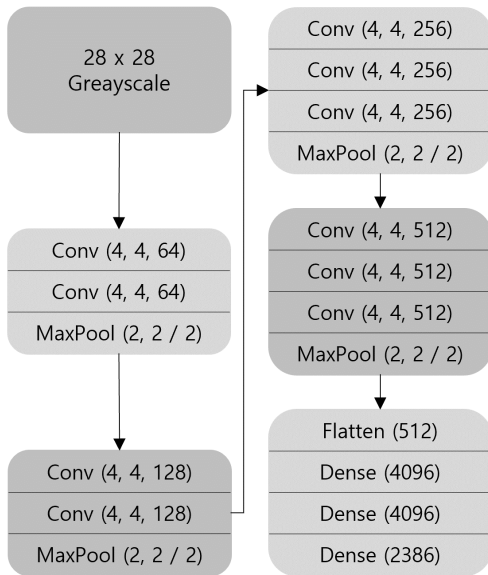 28 x 28
Greayscale
Conv (4, 4, 64)
Conv (4, 4, 64)
MaxPool (2, 2 / 2)
Conv (4, 4, 128)
Conv (4, 4, 128)
MaxPool (2, 2 / 2)
Conv (4, 4, 256)
Conv (4, 4, 256)
Conv (4, 4, 256)
MaxPool (2, 2 / 2)
Conv (4, 4, 512)
Conv (4, 4, 512)
Conv (4, 4, 512)
MaxPool (2, 2 / 2)
Flatten (512)
Dense (4096)
Dense (4096)
Dense (2386)